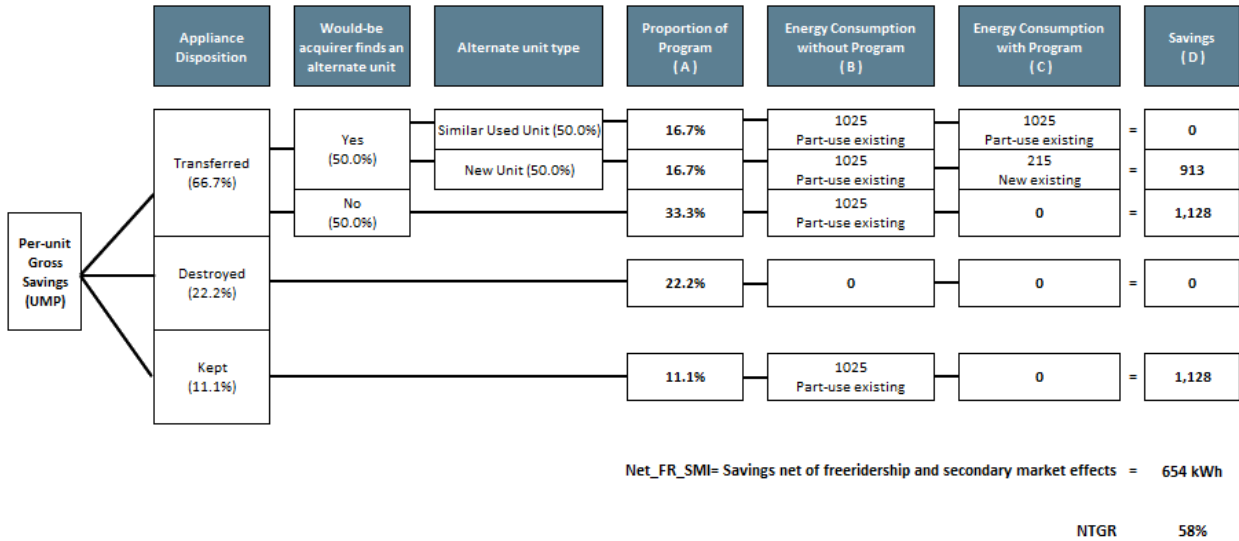 Appliance
Disposition
Would-be
acquirer finds an
alternate unit
Alternate unit type
Proportion of
Program
( A )
Energy Consumption
without Program
( B )
Energy Consumption
with Program
( C )
Savings
( D )
Per-unit
Gross
Savings
(UMP)
Transferred
(66.7%)
Yes
(50.0%)
Similar Used Unit (50.0%)
16.7%
1025
Part-use existing
1025
Part-use existing
=
0
New Unit (50.0%)
16.7%
1025
Part-use existing
215
New existing
=
913
No
(50.0%)
33.3%
1025
Part-use existing
0
=
1,128
Destroyed
(22.2%)
22.2%
0
0
=
0
Kept
(11.1%)
11.1%
1025
Part-use existing
0
=
1,128
Net_FR_SMI= Savings net of freeridership and secondary market effects = 654 kWh
NTGR 58%